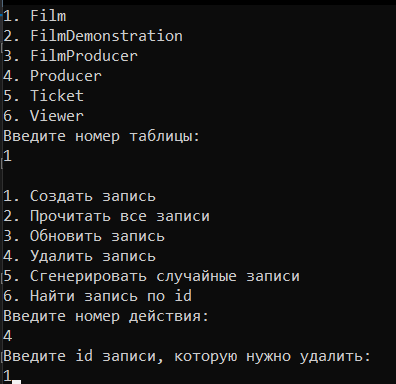 1. Film
2. FilmDemonstration
3. FilmProducer
4. Producer
5. Ticket
6. Viewer
Введите номер таблицы:
1
1. Создать запись
2. Прочитать все записи
3. Обновить запись
4. Удалить запись
5. Сгенерировать случайные записи
6. Найти запись по id
Введите номер действия:
4
Введите id записи, которую нужно удалить:
1